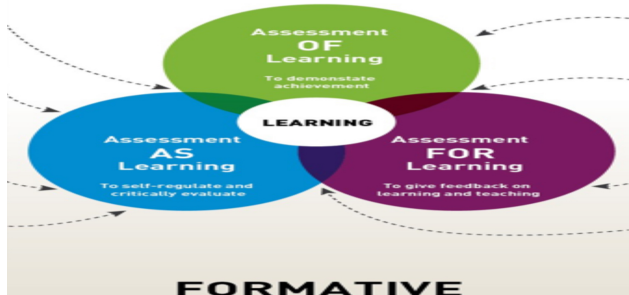 Assessment
OF
Learning
To demonstate
achievement
LEARNING
Assessment
AS
Learning
To self-regulate and
critically evaluate
Assessment
FOR
Learning
To give feedback on
learning and teaching
FORMATIVE